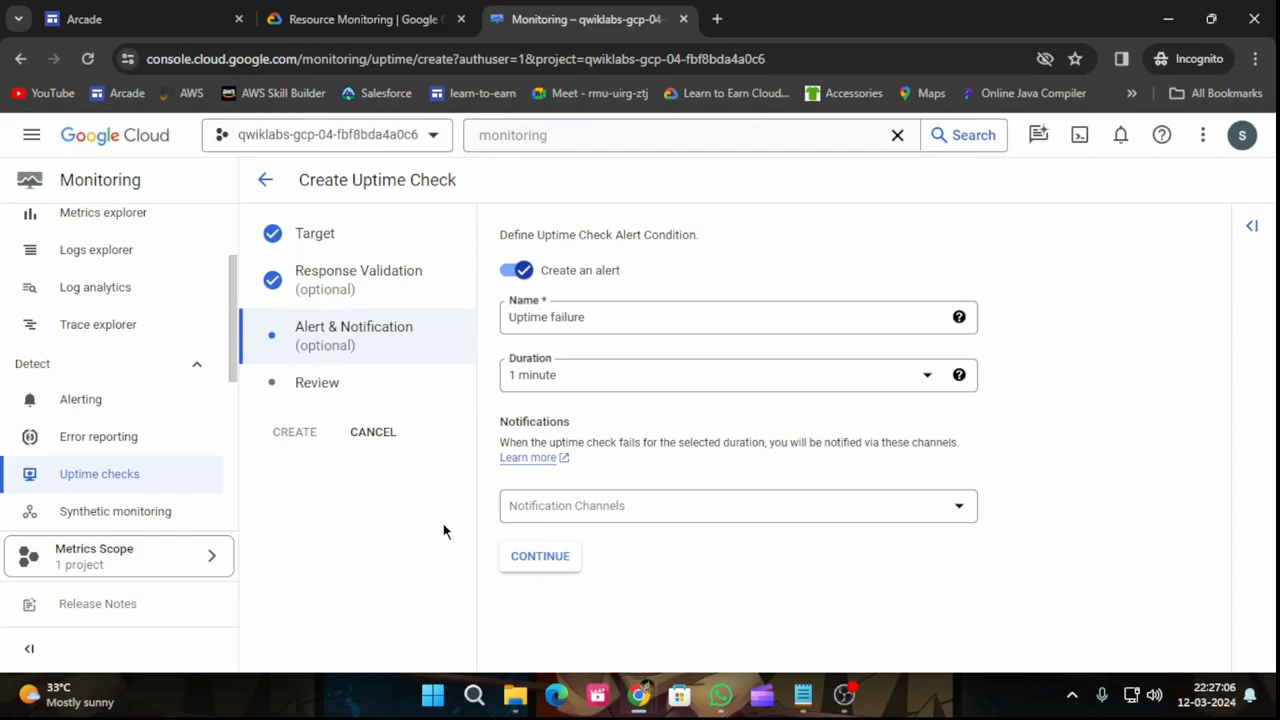 Arcade
Resource Monitoring | Google C
Monitoring – qwiklabs-gcp-04-
console.cloud.google.com/monitoring/uptime/create?authuser=1&project=qwiklabs-gcp-04-fbf8bda4a0c6
Incognito
YouTube
Arcade
AWS
AWS Skill Builder
Salesforce
learn-to-earn
Meet - rmu-uirg-ztj
Learn to Earn Cloud...
Accessories
Maps
Online Java Compiler
All Bookmarks
Google Cloud
qwiklabs-gcp-04-fbf8bda4a0c6
monitoring
Search
S
Monitoring
Create Uptime Check
Metrics explorer
Logs explorer
Log analytics
Trace explorer
Detect
Alerting
Error reporting
Uptime checks
Synthetic monitoring
Metrics Scope
1 project
Release Notes
Target
Response Validation
(optional)
Alert & Notification
(optional)
Review
CREATE
CANCEL
Define Uptime Check Alert Condition.
Create an alert
Name *
Uptime failure
Duration
1 minute
Notifications
When the uptime check fails for the selected duration, you will be notified via these channels.
Learn more
Notification Channels
CONTINUE
33°C
Mostly sunny
22:27:06
12-03-2024